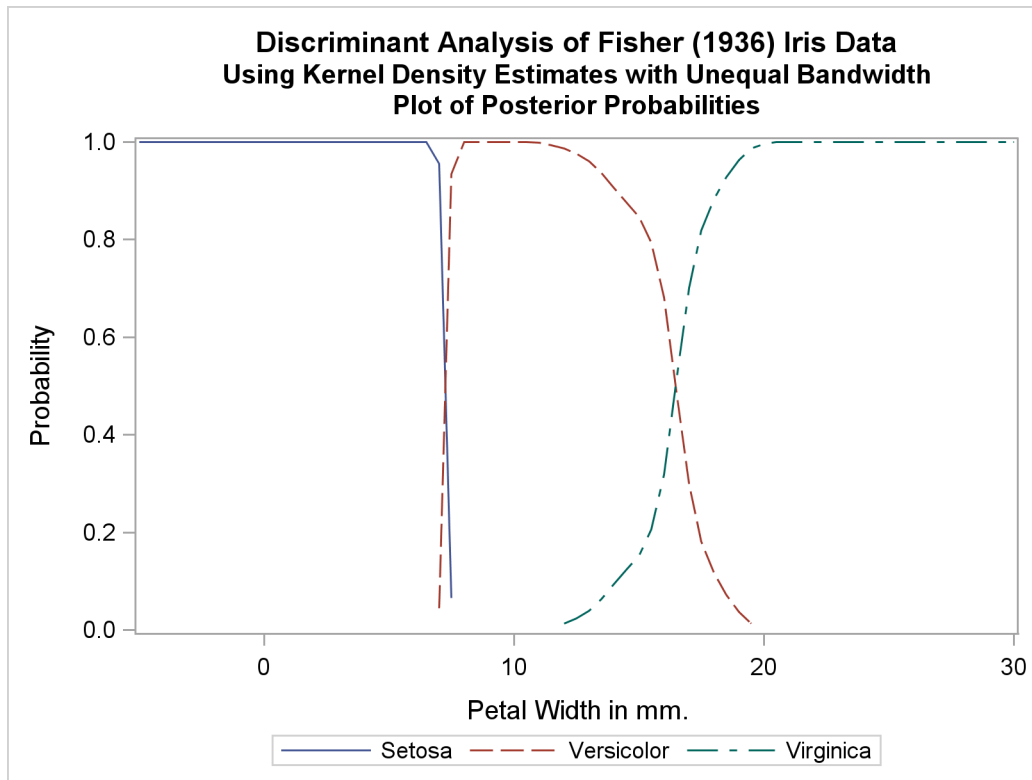 Discriminant Analysis of Fisher (1936) Iris Data
Using Kernel Density Estimates with Unequal Bandwidth
Plot of Posterior Probabilities
1.0
0.8
0.6
0.4
0.2
0.0
Probability
0 10 20 30
Petal Width in mm.
Setosa Versicolor Virginica